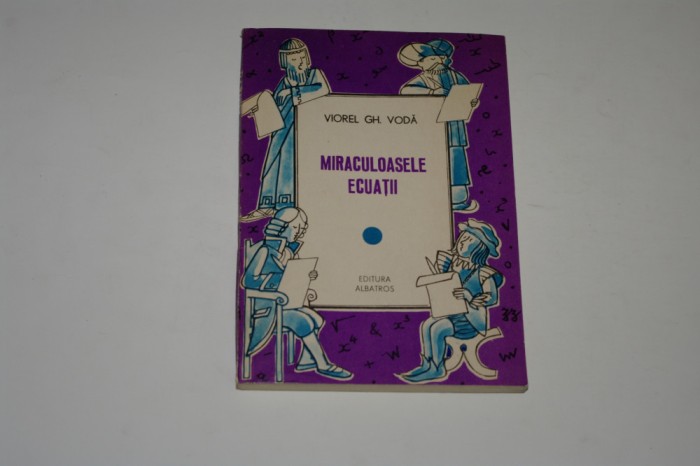 VIOREL GH. VODĂ
MIRACULOASELE
ECUAȚII
EDITURA
ALBATROS